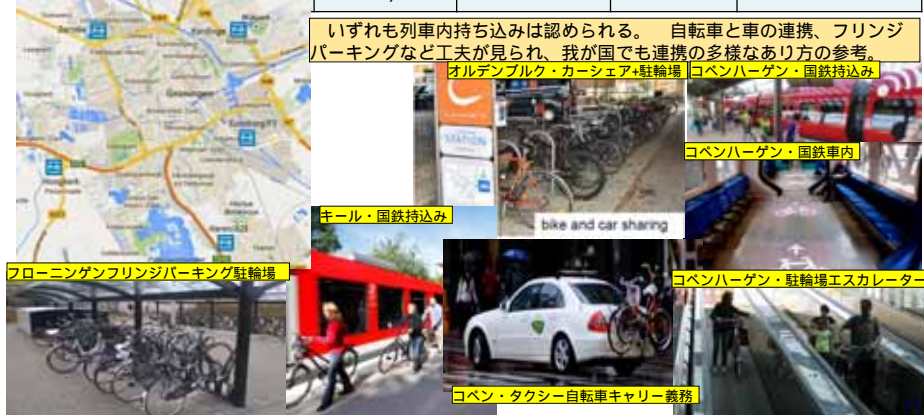 いずれも列車内持ち込みは認められる。　自転車と車の連携、フリンジ
パーキングなど工夫が見られ、我が国でも連携の多様なあり方の参考。
オルデンブルク・カーシェア+駐輪場
コペンハーゲン・国鉄持込み
STATION
コペンハーゲン・国鉄車内
Groningen
Hoogkerk
キール・国鉄持込み
bike and car sharing
フローニンゲンフリンジパーキング駐輪場
コペンハーゲン・駐輪場エスカレーター
コペン・タクシー自転車キャリー義務